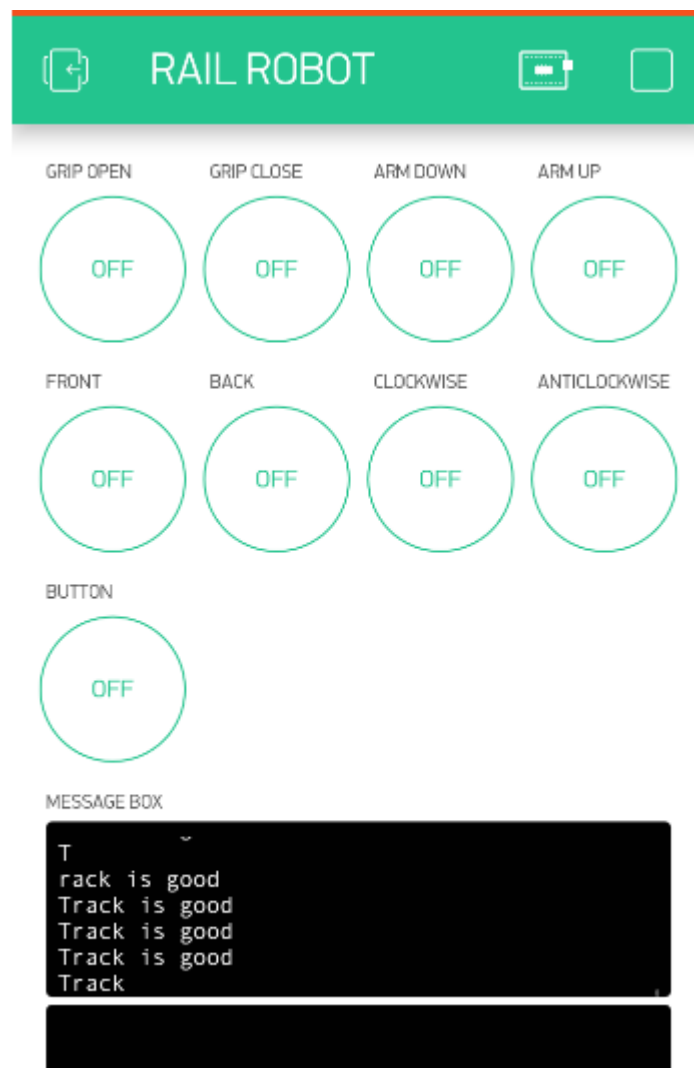 RAIL ROBOT
GRIP OPEN GRIP CLOSE ARM DOWN ARM UP
OFF OFF OFF OFF
FRONT BACK CLOCKWISE ANTICLOCKWISE
OFF OFF OFF OFF
BUTTON
OFF
MESSAGE BOX
T
rack is good
Track is good
Track is good
Track is good
Track